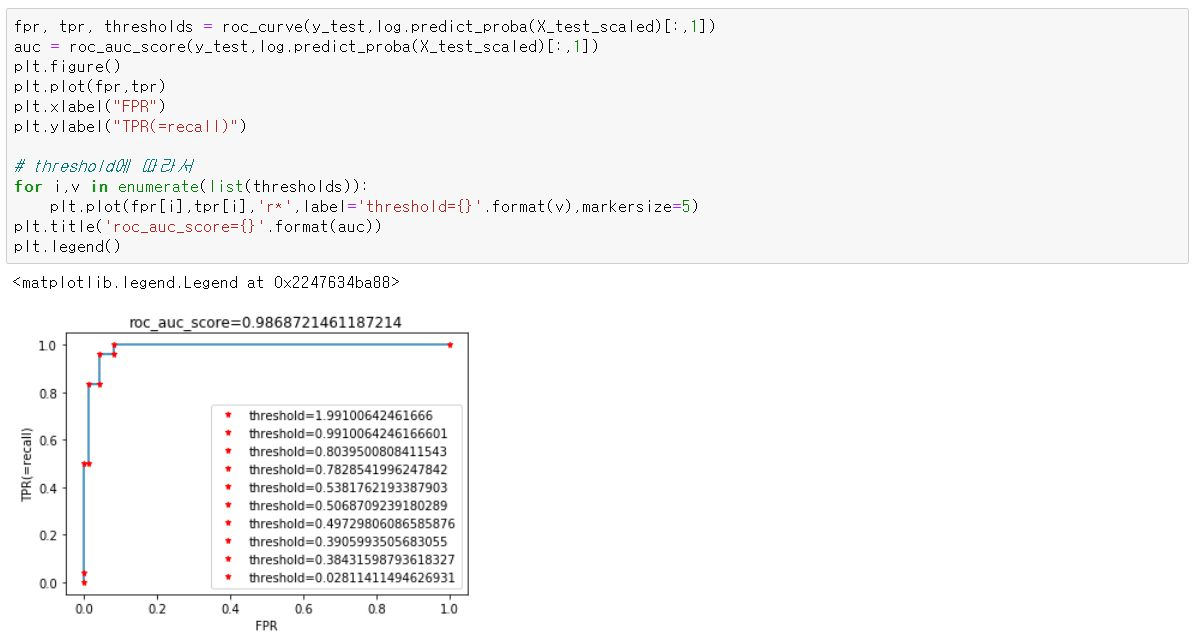 fpr, tpr, thresholds = roc_curve(y_test,log.predict_proba(X_test_scaled)[:,1])
auc = roc_auc_score(y_test,log.predict_proba(X_test_scaled)[:,1])
plt.figure()
plt.plot(fpr,tpr)
plt.xlabel("FPR")
plt.ylabel("TPR(=recall)")
# threshold에 따라서
for i,v in enumerate(list(thresholds)):
    plt.plot(fpr[i],tpr[i],'r*',label='threshold={}'.format(v),markersize=5)
plt.title('roc_auc_score={}'.format(auc))
plt.legend()
<matplotlib.legend.Legend at 0x2247634ba88>
roc_auc_score=0.9868721461187214
1.0
0.8
0.6
0.4
0.2
0.0
TPR(=recall)
threshold=1.99100642461666
threshold=0.9910064246166601
threshold=0.8039500808411543
threshold=0.7828541996247842
threshold=0.5381762193387903
threshold=0.5068709239180289
threshold=0.49729806086585876
threshold=0.3905993505683055
threshold=0.38431598793618327
threshold=0.02811411494626931
0.0 0.2 0.4 0.6 0.8 1.0
FPR